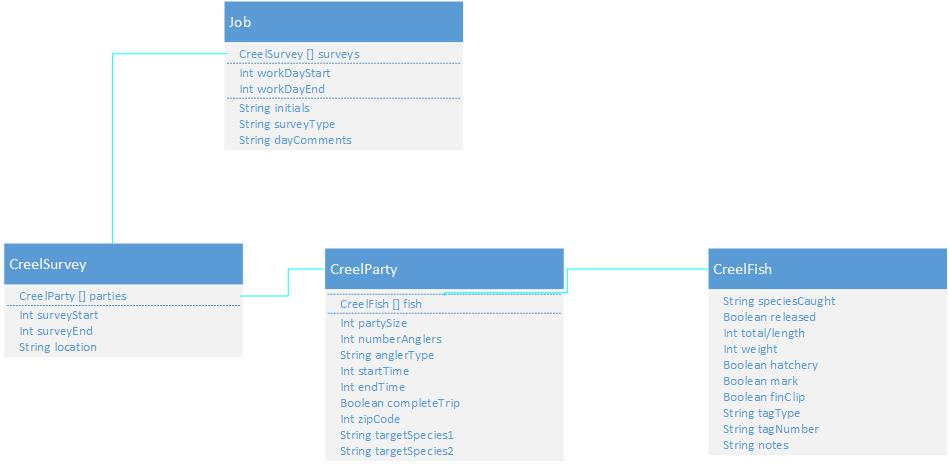 Job
CreelSurvey [] surveys
Int workDayStart
Int workDayEnd
String initials
String surveyType
String dayComments
CreelSurvey
CreelParty [] parties
Int surveyStart
Int surveyEnd
String location
CreelParty
CreelFish [] fish
Int partySize
Int numberAnglers
String anglerType
Int startTime
Int endTime
Boolean completeTrip
Int zipCode
String targetSpecies1
String targetSpecies2
CreelFish
String speciesCaught
Boolean released
Int total/length
Int weight
Boolean hatchery
Boolean mark
Boolean finClip
String tagType
String tagNumber
String notes